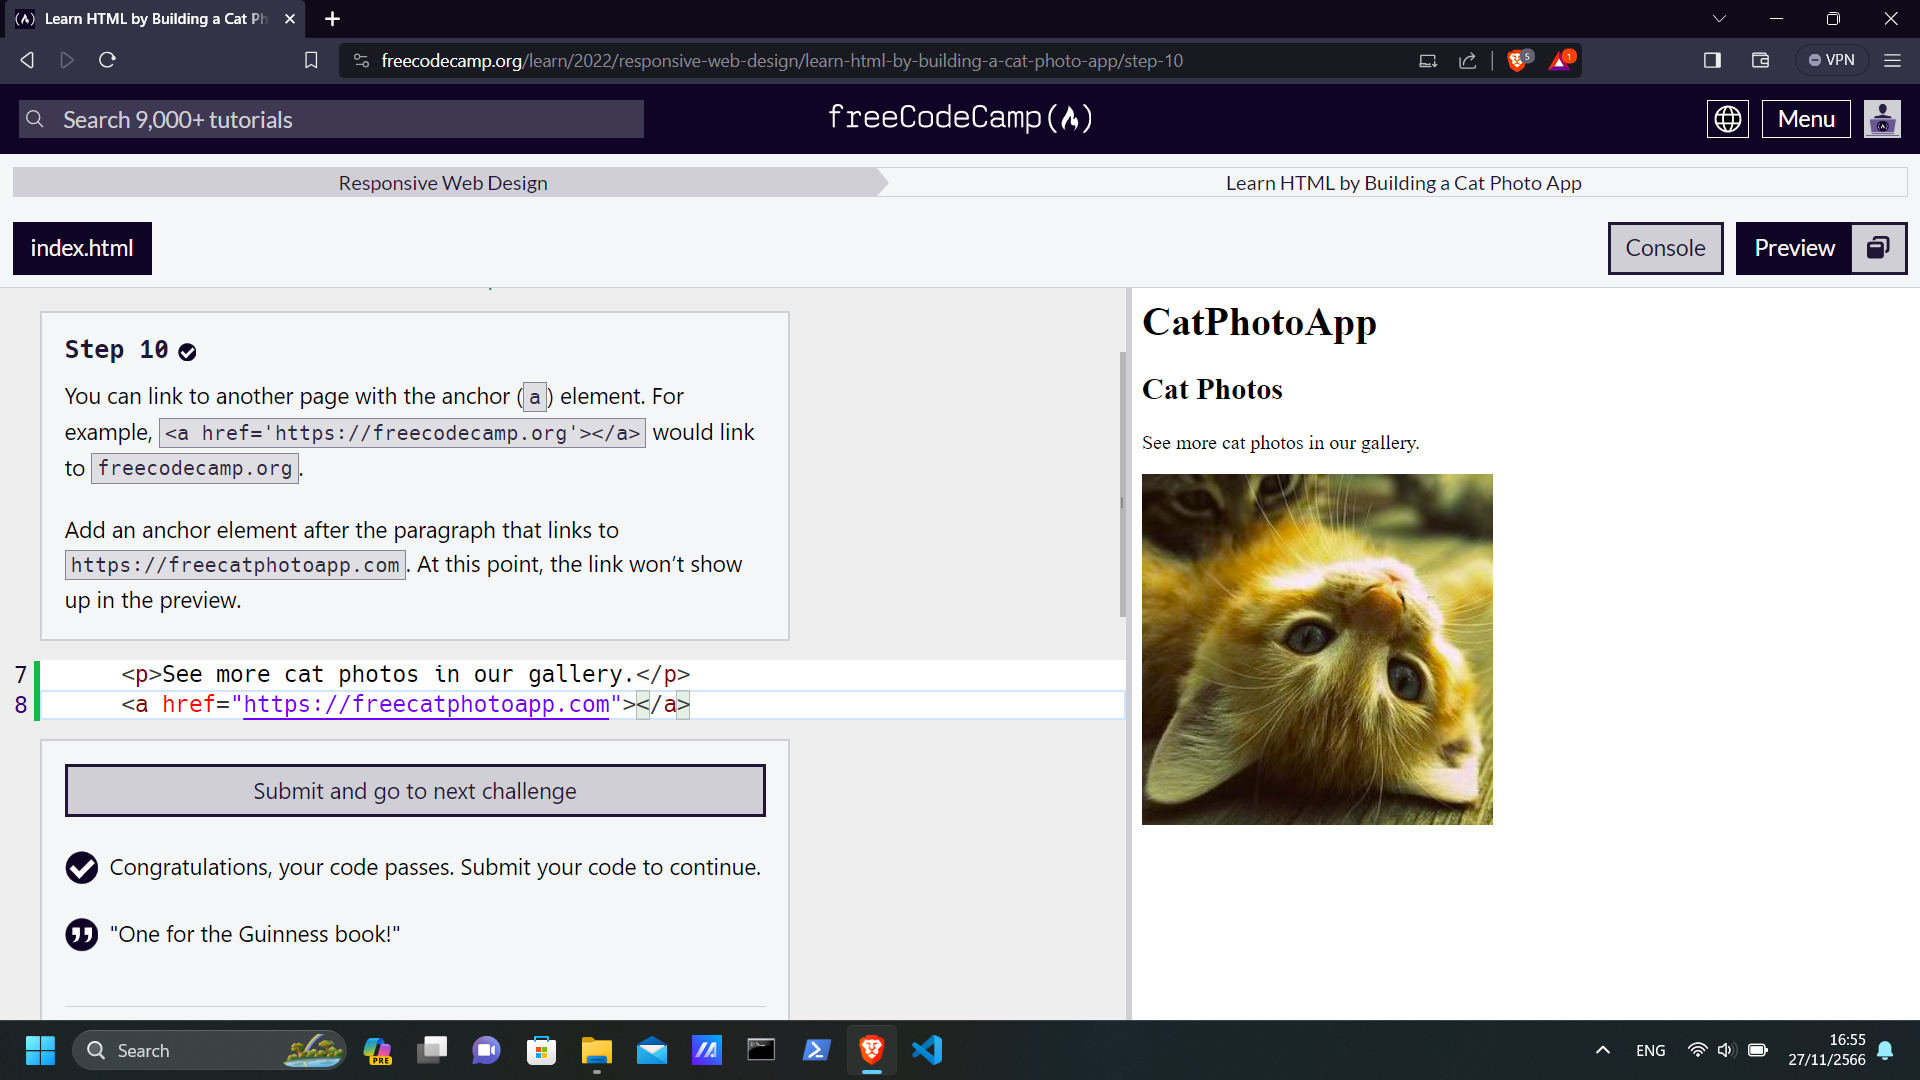 Learn HTML by Building a Cat Ph
freecodecamp.org/learn/2022/responsive-web-design/learn-html-by-building-a-cat-photo-app/step-10
5
1
VPN
Search 9,000+ tutorials
freeCodeCamp
Menu
Responsive Web Design
Learn HTML by Building a Cat Photo App
index.html
Console
Preview
Step 10
You can link to another page with the anchor (a) element. For
example, <a href='https://freecodecamp.org'></a> would link
to freecodecamp.org.
Add an anchor element after the paragraph that links to
https://freecatphotoapp.com. At this point, the link won’t show
up in the preview.
7 <p>See more cat photos in our gallery.</p>
8 <a href="https://freecatphotoapp.com"></a>
Submit and go to next challenge
Congratulations, your code passes. Submit your code to continue.
"One for the Guinness book!"
CatPhotoApp
Cat Photos
See more cat photos in our gallery.
Search
PRE
ENG
16:55
27/11/2566